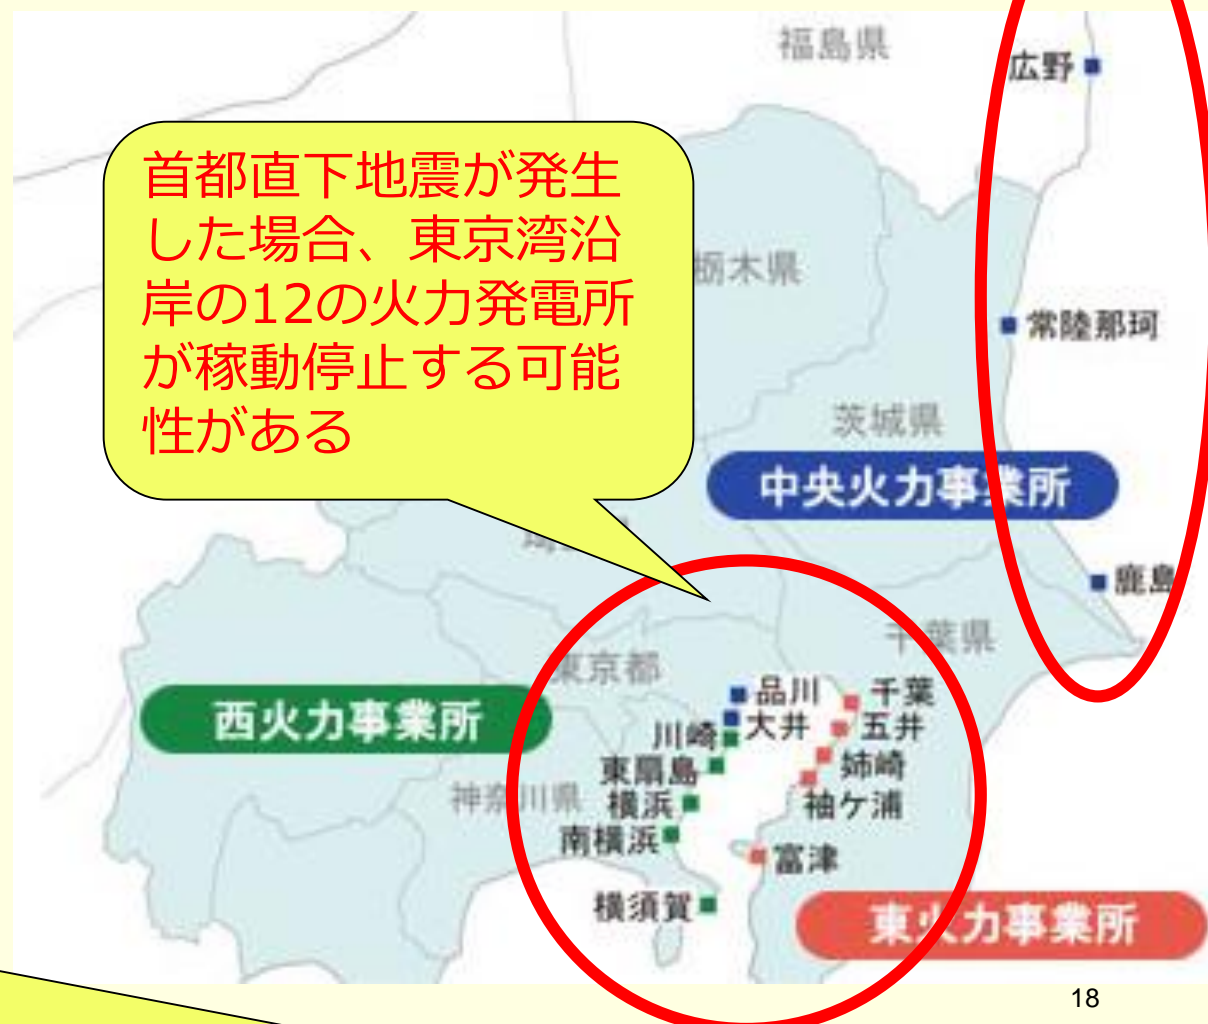 福島県
広野
首都直下地震が発生
した場合、東京湾沿
岸の12の火力発電所
が稼動停止する可能
性がある
栃木県
常陸那珂
茨城県
中央火力事業所
鹿島
千葉県
東京都
品川
千葉
西火力事業所
大井
五井
川崎
姉崎
東扇島
神奈川県
横浜
袖ケ浦
南横浜
富津
横須賀
東火力事業所
18